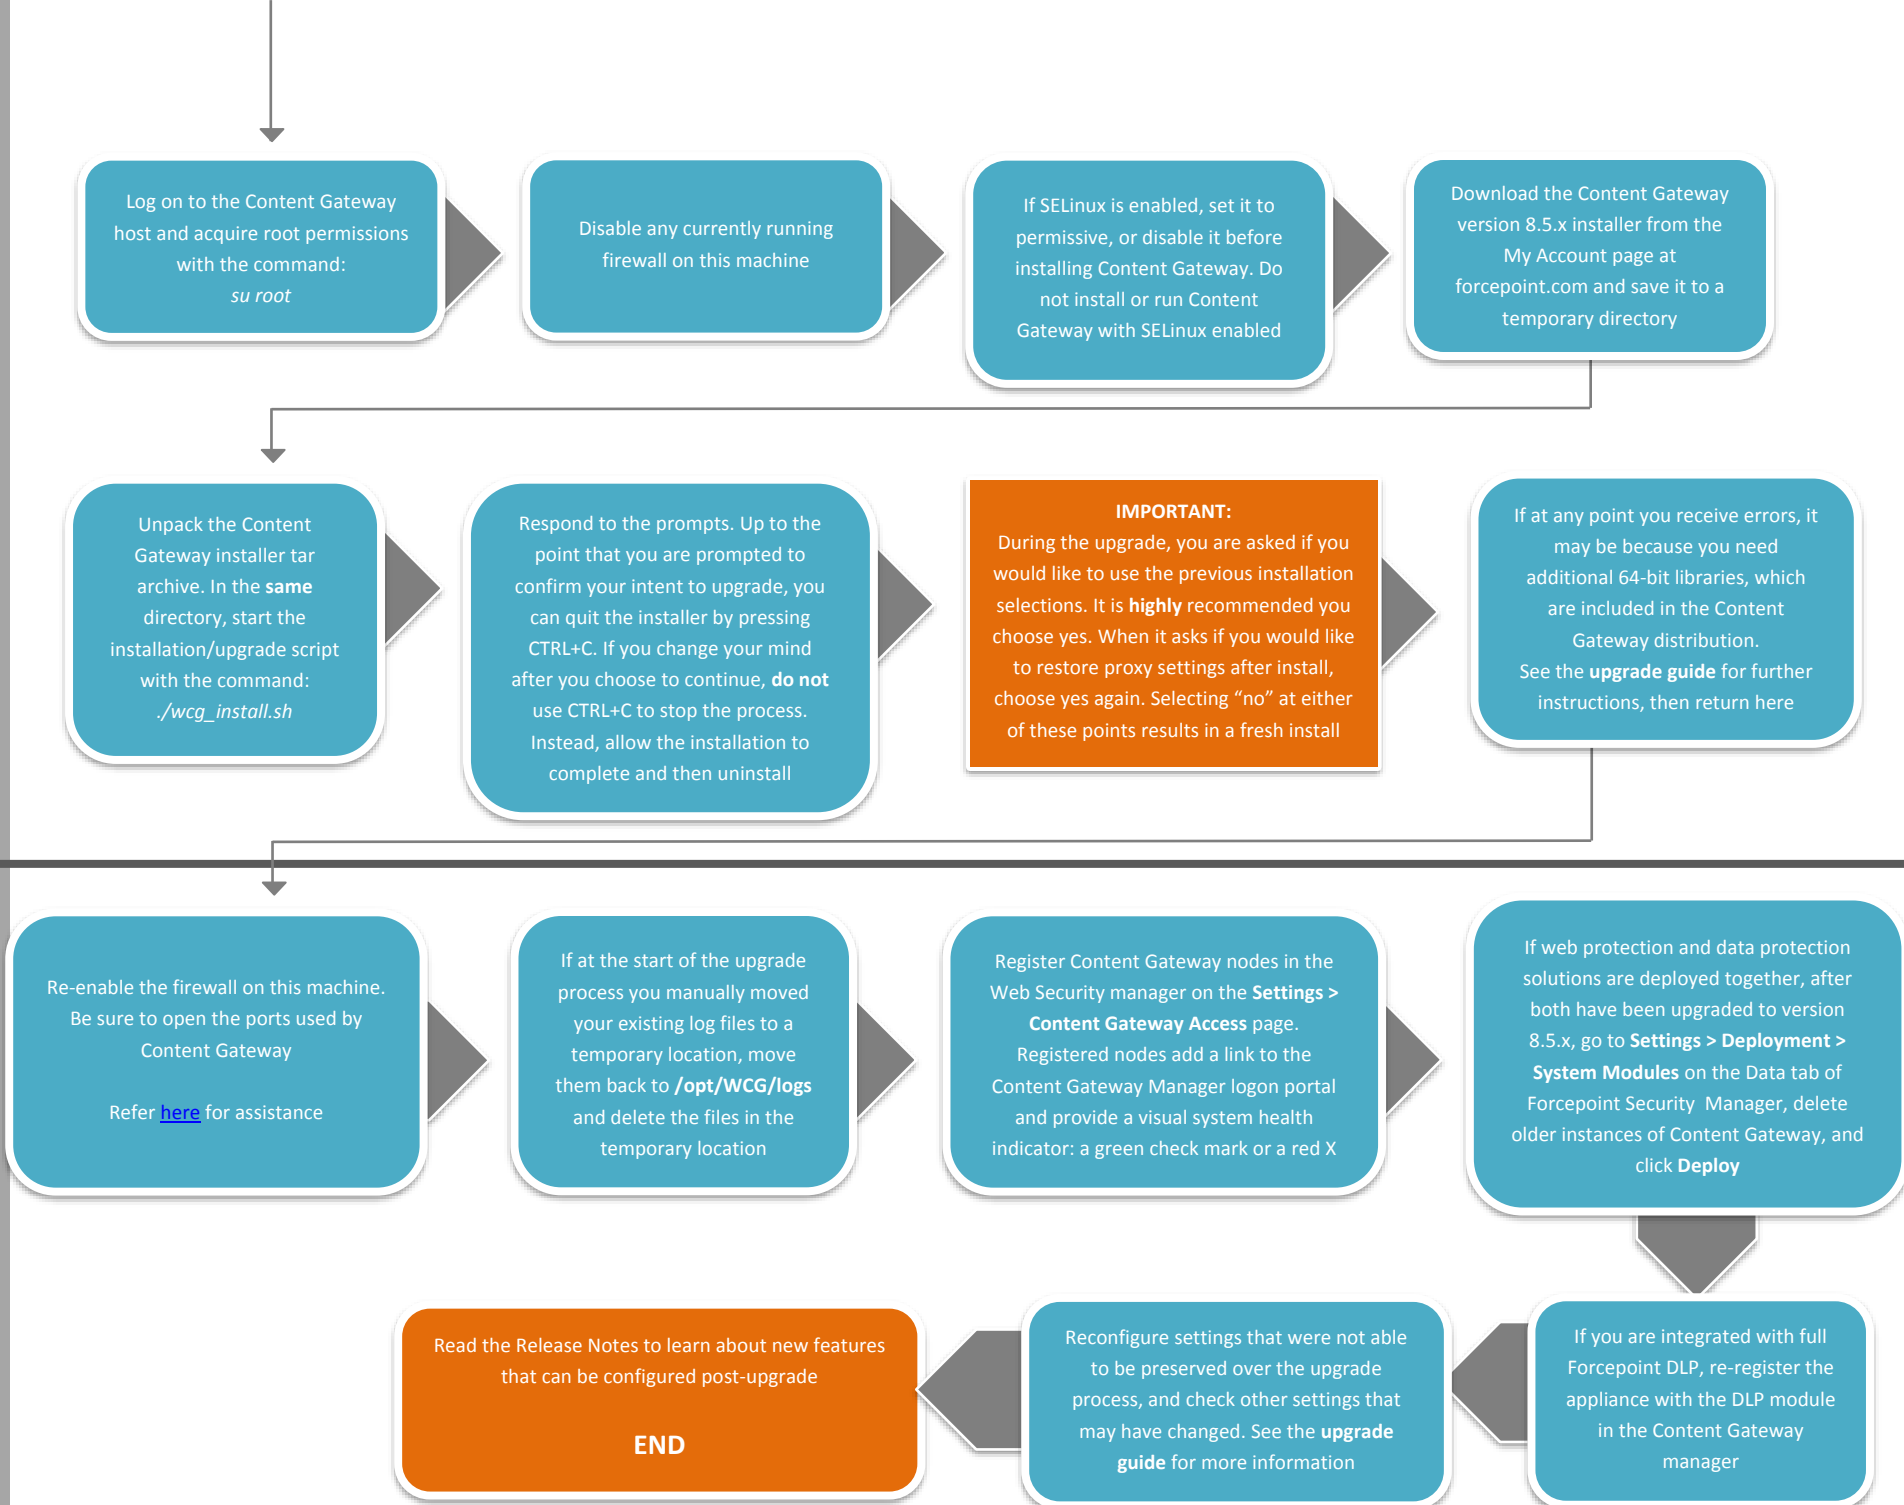 Log on to the Content Gateway
host and acquire root permissions
with the command:
su root
Disable any currently running
firewall on this machine
If SELinux is enabled, set it to
permissive, or disable it before
installing Content Gateway. Do
not install or run Content
Gateway with SELinux enabled
Download the Content Gateway
version 8.5.x installer from the
My Account page at
forcepoint.com and save it to a
temporary directory
Unpack the Content
Gateway installer tar
archive. In the same
directory, start the
installation/upgrade script
with the command:
./wcg_install.sh
Respond to the prompts. Up to the
point that you are prompted to
confirm your intent to upgrade, you
can quit the installer by pressing
CTRL+C. If you change your mind
after you choose to continue, do not
use CTRL+C to stop the process.
Instead, allow the installation to
complete and then uninstall
IMPORTANT:
During the upgrade, you are asked if you
would like to use the previous installation
selections. It is highly recommended you
choose yes. When it asks if you would like
to restore proxy settings after install,
choose yes again. Selecting “no” at either
of these points results in a fresh install
If at any point you receive errors, it
may be because you need
additional 64-bit libraries, which
are included in the Content
Gateway distribution.
See the upgrade guide for further
instructions, then return here
Re-enable the firewall on this machine.
Be sure to open the ports used by
Content Gateway
Refer here for assistance
If at the start of the upgrade
process you manually moved
your existing log files to a
temporary location, move
them back to /opt/WCG/logs
and delete the files in the
temporary location
Register Content Gateway nodes in the
Web Security manager on the Settings >
Content Gateway Access page.
Registered nodes add a link to the
Content Gateway Manager logon portal
and provide a visual system health
indicator: a green check mark or a red X
If web protection and data protection
solutions are deployed together, after
both have been upgraded to version
8.5.x, go to Settings > Deployment >
System Modules on the Data tab of
Forcepoint Security Manager, delete
older instances of Content Gateway, and
click Deploy
If you are integrated with full
Forcepoint DLP, re-register the
appliance with the DLP module
in the Content Gateway
manager
Reconfigure settings that were not able
to be preserved over the upgrade
process, and check other settings that
may have changed. See the upgrade
guide for more information
Read the Release Notes to learn about new features
that can be configured post-upgrade
END